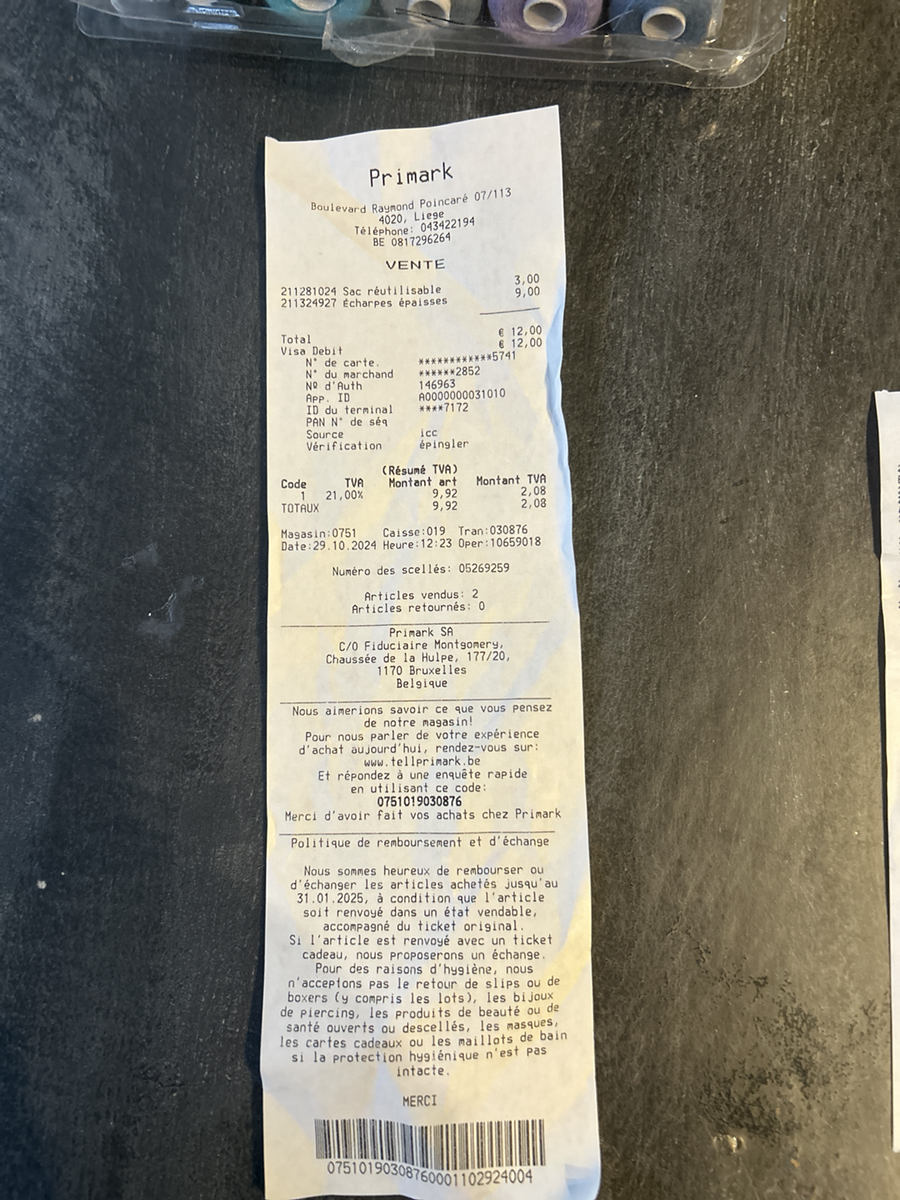 Primark
Boulevard Raymond Poincaré 07/113
4020, Liege
Téléphone: 043422194
BE 0817296264
VENTE
211281024 Sac réutilisable 3,00
211324927 Écharpes épaisses 9,00
Total € 12,00
Visa Debit € 12,00
N° de carte. ************5741
N° du marchand ******2852
Nº d'Auth 146963
App. ID A0000000031010
ID du terminal ****7172
PAN N° de séq
Source icc
Vérification épingler
(Résumé TVA)
Code TVA Montant art Montant TVA
1 21,00% 9,92 2,08
TOTAUX 9,92 2,08
Magasin:0751 Caisse:019 Tran:030876
Date:29.10.2024 Heure:12:23 Oper:10659018
Numéro des scellés: 05269259
Articles vendus: 2
Articles retournés: 0
Primark SA
C/O Fiduciaire Montgomery,
Chaussée de la Hulpe, 177/20,
1170 Bruxelles
Belgique
Nous aimerions savoir ce que vous pensez
de notre magasin!
Pour nous parler de votre expérience
d'achat aujourd'hui, rendez-vous sur:
www.tellprimark.be
Et répondez à une enquête rapide
en utilisant ce code:
0751019030876
Merci d'avoir fait vos achats chez Primark
Politique de remboursement et d'échange
Nous sommes heureux de rembourser ou
d'échanger les articles achetés jusqu'au
31.01.2025, à condition que l'article
soit renvoyé dans un état vendable,
accompagné du ticket original.
Si l'article est renvoyé avec un ticket
cadeau, nous proposerons un échange.
Pour des raisons d'hygiène, nous
n'acceptons pas le retour de slips ou de
boxers (y compris les lots), les bijoux
de piercing, les produits de beauté ou de
santé ouverts ou descellés, les masques,
les cartes cadeaux ou les maillots de bain
si la protection hygiénique n'est pas
intacte.
MERCI
07510190308760001102924004